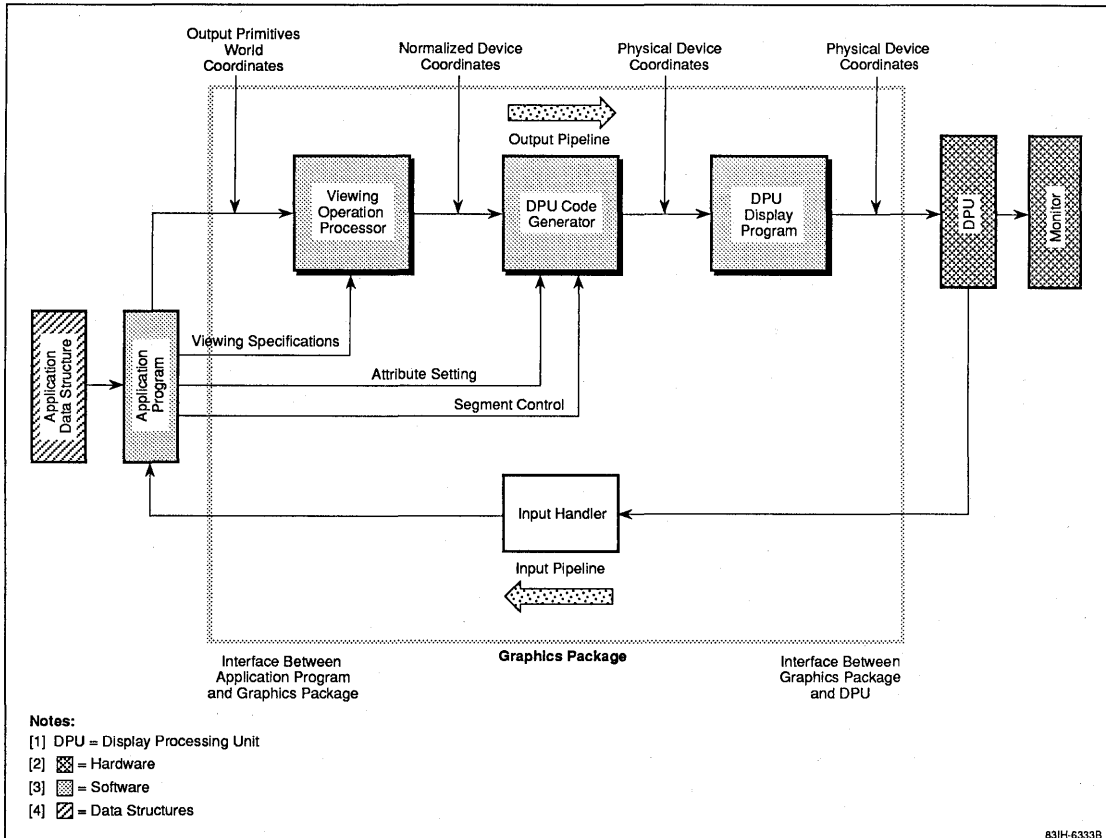 Output Primitives
World
Coordinates
Normalized Device
Coordinates
Physical Device
Coordinates
Physical Device
Coordinates
Output Pipeline
Viewing
Operation
Processor
DPU Code
Generator
DPU
Display
Program
DPU
Monitor
Application
Data Structure
Application
Program
Viewing Specifications
Attribute Setting
Segment Control
Input Handler
Input Pipeline
Graphics Package
Interface Between
Application Program
and Graphics Package
Interface Between
Graphics Package
and DPU
Notes:
[1] DPU = Display Processing Unit
[2] = Hardware
[3] = Software
[4] = Data Structures
83IH-6333B